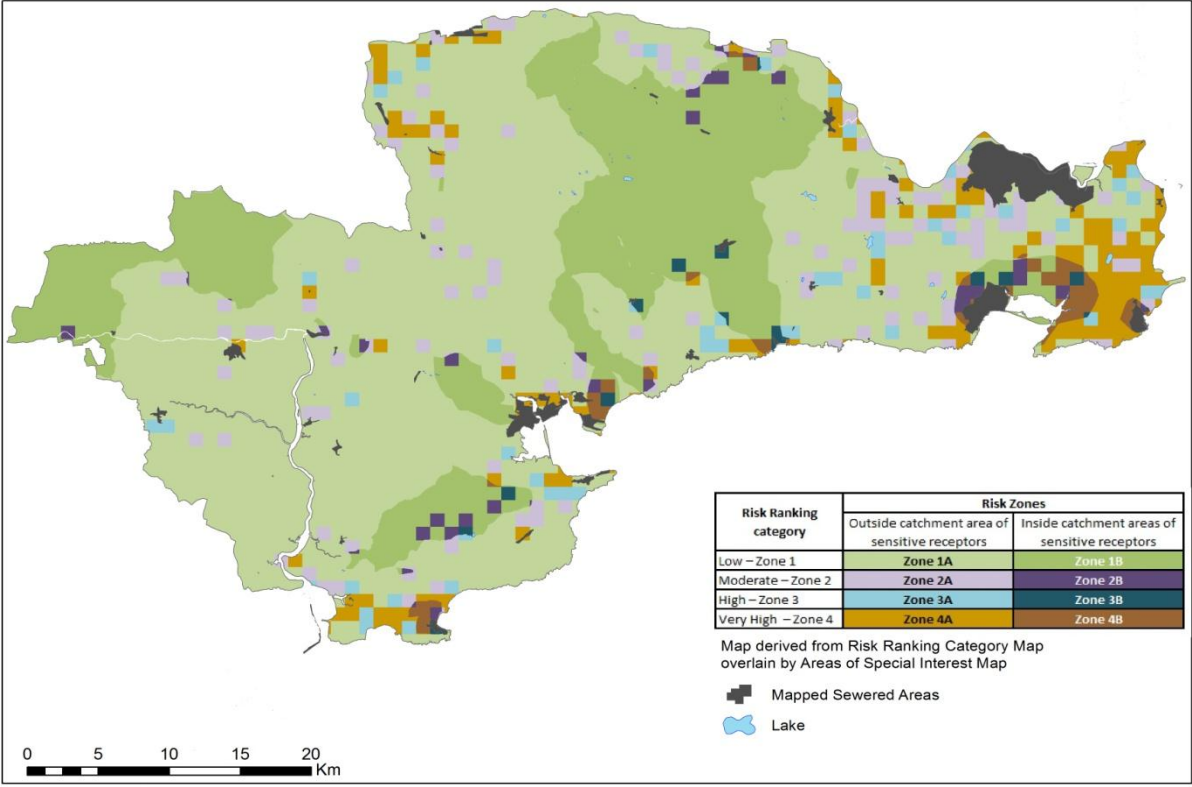 Risk Ranking category
Risk Zones
Outside catchment area of sensitive receptors
Inside catchment areas of sensitive receptors
Low – Zone 1 Zone 1A Zone 1B
Moderate – Zone 2 Zone 2A Zone 2B
High – Zone 3 Zone 3A Zone 3B
Very High – Zone 4 Zone 4A Zone 4B
Map derived from Risk Ranking Category Map
overlain by Areas of Special Interest Map
Mapped Sewered Areas
Lake
0 5 10 15 20
Km